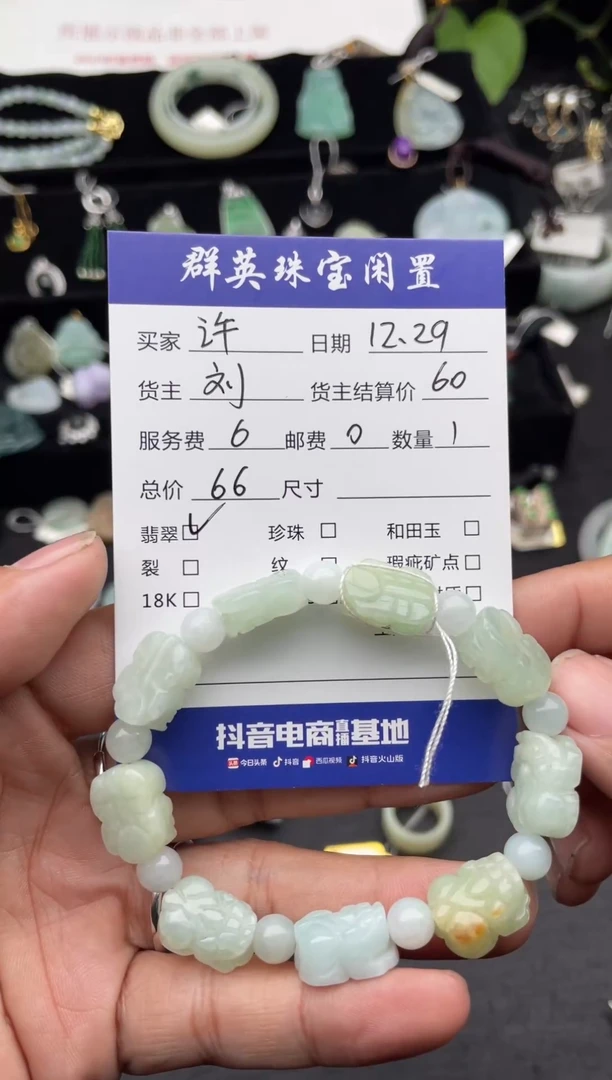 群英珠宝闲置
买家 许 日期 12.29
货主 刘 货主结算价 60
服务费 6 邮费 0 数量 1
总价 66 尺寸
翡翠 ✓ 珍珠 □ 和田玉 □
裂 □ 纹 □ 瑕疵矿点 □
18K □
抖音电商直播基地
今日头条 抖音 西瓜视频 抖音火山版